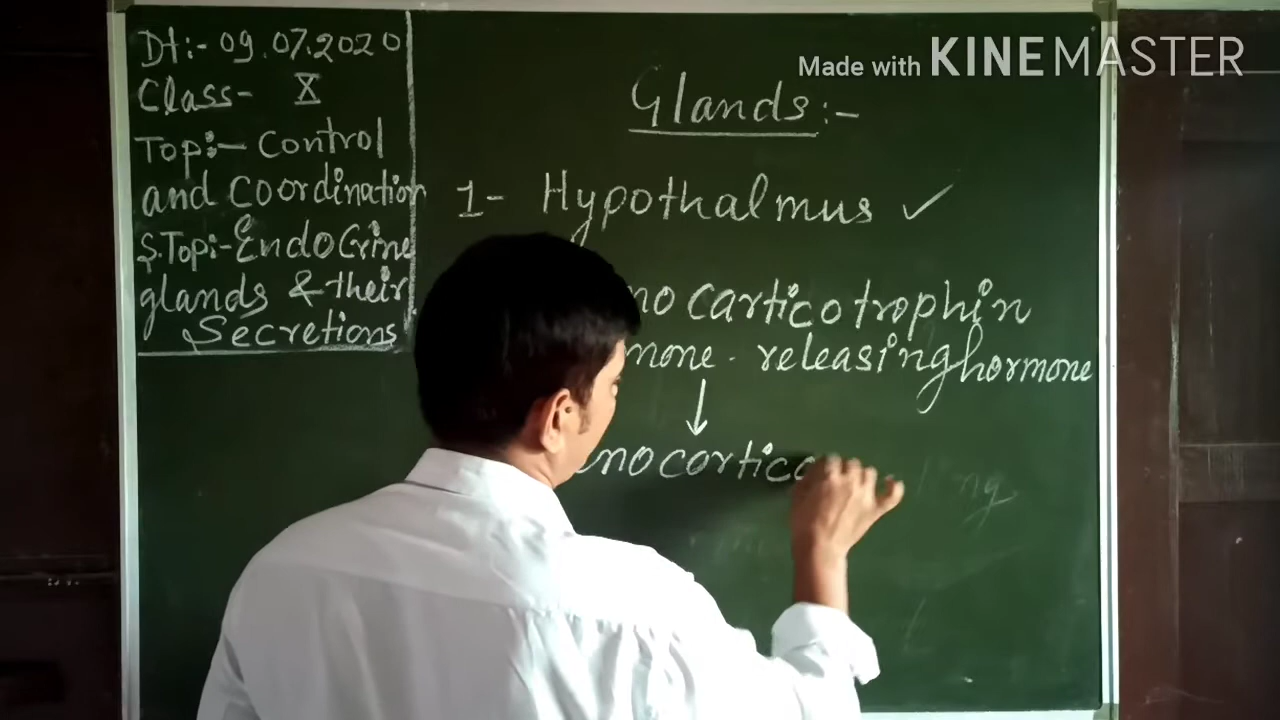 Dt:- 09.07.2020
Class- X
Top:- Control
and Coordination
S.Top:- EndoCrine
glands & their
Secretions
Made with KINEMASTER
Glands:-
1- Hypothalmus ✓
no carticotrophin
mone - releasing hormone
↓
enocortico